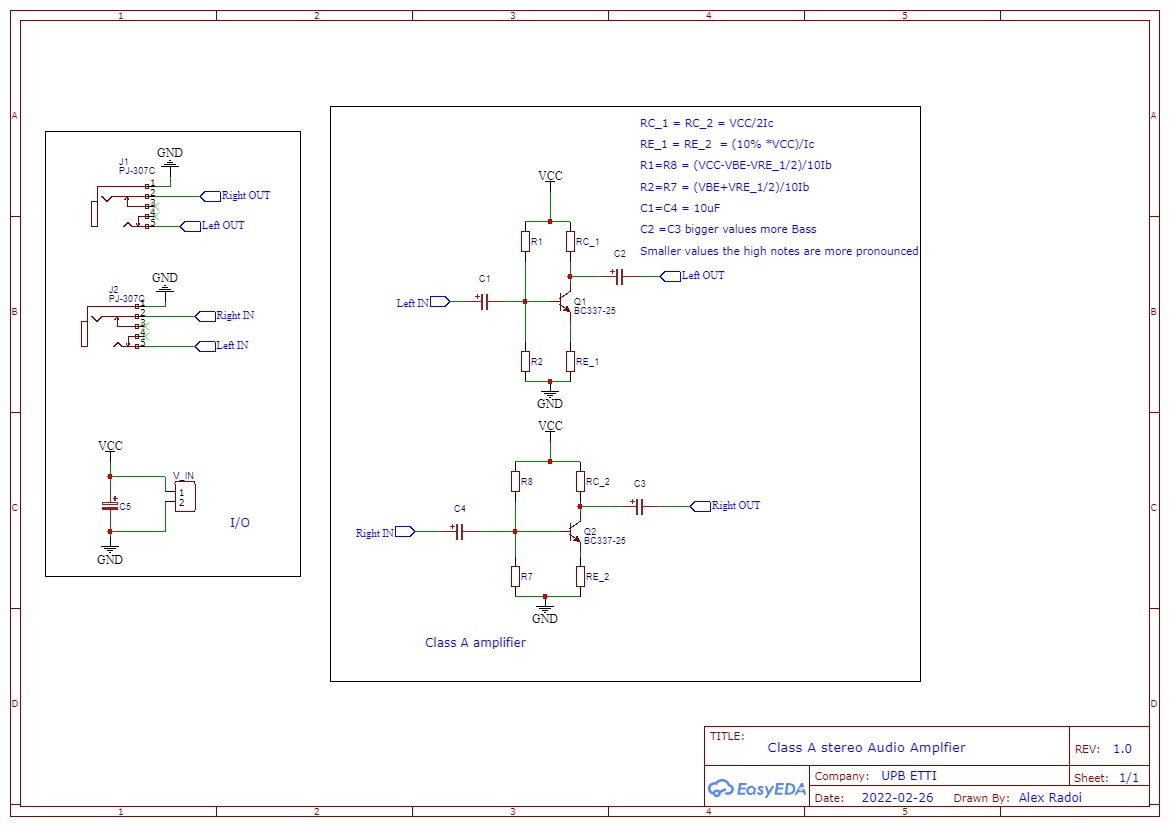 1 2 3 4 5
A A
B B
C C
D D
J1
PJ-307C
GND
1
2
3
4
5
Right OUT
Left OUT
J2
PJ-307C
GND
1
2
3
4
5
Right IN
Left IN
VCC
C5
V_IN
1
2
GND
I/O
RC_1 = RC_2 = VCC/2Ic
RE_1 = RE_2 = (10% *VCC)/Ic
R1=R8 = (VCC-VBE-VRE_1/2)/10Ib
R2=R7 = (VBE+VRE_1/2)/10Ib
C1=C4 = 10uF
C2 =C3 bigger values more Bass
Smaller values the high notes are more pronounced
VCC
R1
RC_1
C2
+
Left OUT
C1
+
Left IN
Q1
BC337-25
R2
RE_1
GND
VCC
R8
RC_2
C3
+
Right OUT
C4
+
Right IN
Q2
BC337-25
R7
RE_2
GND
Class A amplifier
TITLE:
Class A stereo Audio Amplfier
REV: 1.0
EasyEDA
Company: UPB ETTI
Sheet: 1/1
Date: 2022-02-26 Drawn By: Alex Radoi
1 2 3 4 5